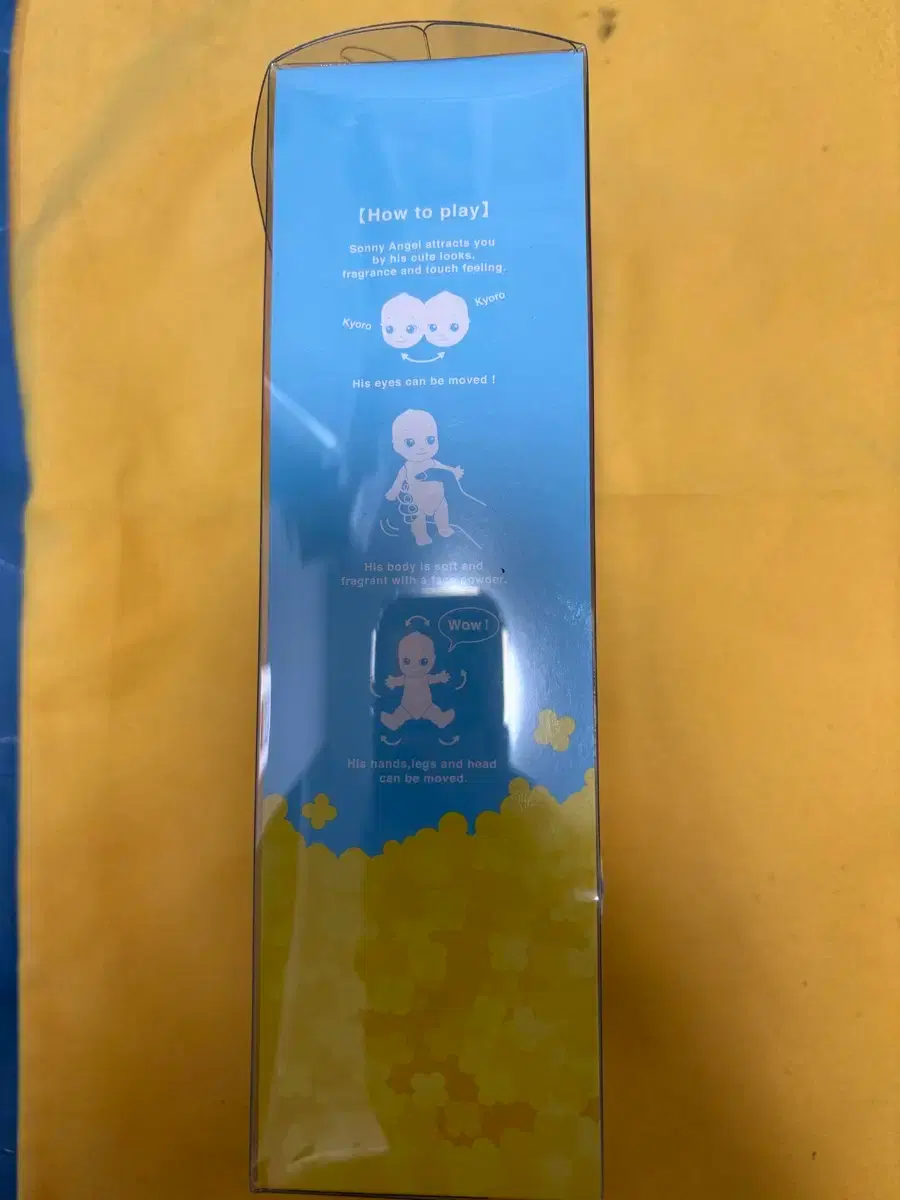 【How to play】
Sonny Angel attracts you
by his cute looks,
fragrance and touch feeling.
Kyoro
Kyoro
His eyes can be moved !
His body is soft and
fragrant with a face powder.
Wow !
His hands,legs and head
can be moved.